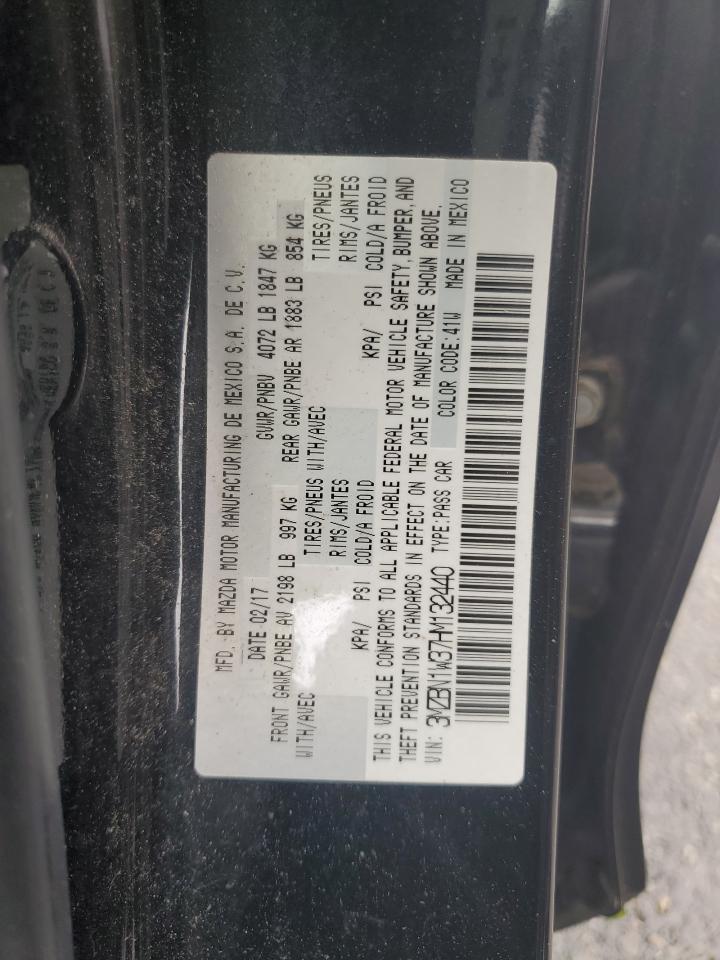 MFD. BY MAZDA MOTOR MANUFACTURING DE MEXICO S.A. DE C.V.
DATE 02/17 GVWR/PNBV 4072 LB 1847 KG
FRONT GAWR/PNBE AV 2198 LB 997 KG REAR GAWR/PNBE AR 1883 LB 854 KG
WITH/AVEC TIRES/PNEUS WITH/AVEC TIRES/PNEUS
RIMS/JANTES RIMS/JANTES
KPA/ PSI COLD/A FROID KPA/ PSI COLD/A FROID
THIS VEHICLE CONFORMS TO ALL APPLICABLE FEDERAL MOTOR VEHICLE SAFETY, BUMPER, AND
THEFT PREVENTION STANDARDS IN EFFECT ON THE DATE OF MANUFACTURE SHOWN ABOVE.
VIN: 3MZBN1W37HM132440 TYPE:PASS CAR COLOR CODE:41W MADE IN MEXICO